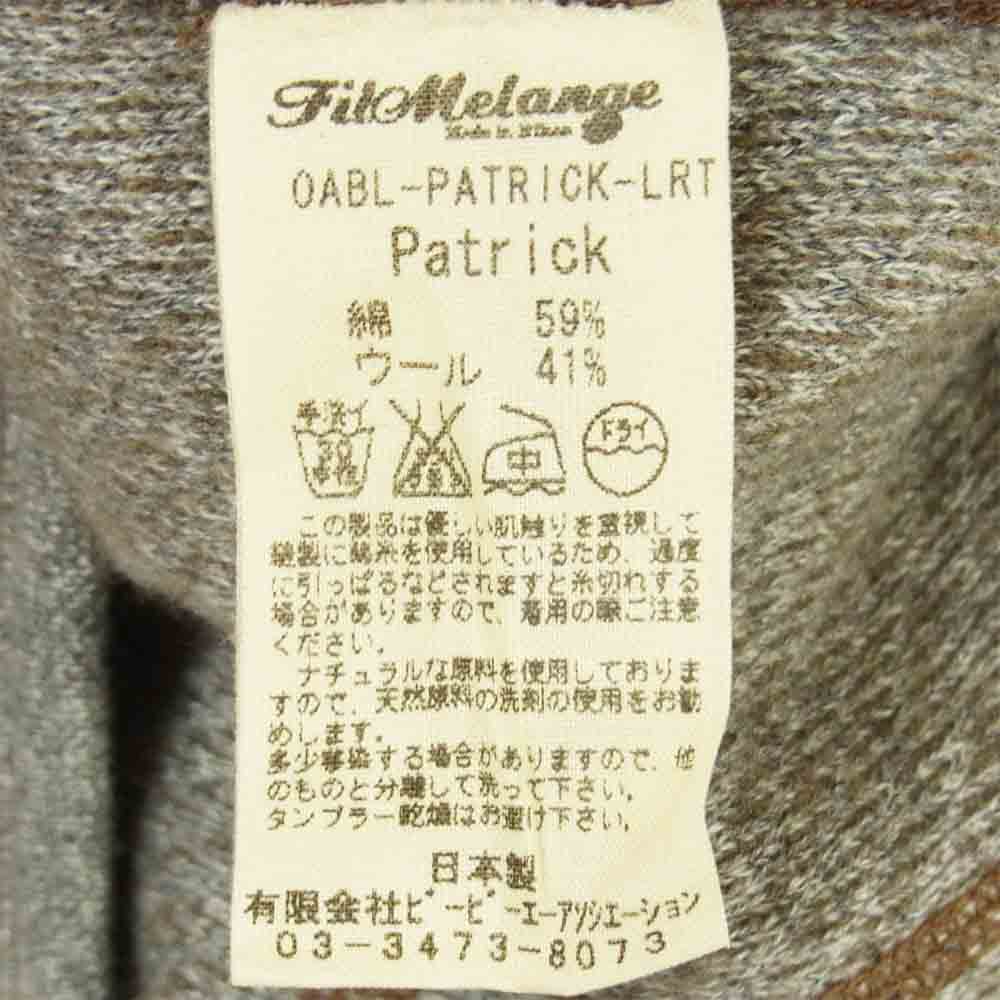 FilMelange
Made in Nihon
OABL-PATRICK-LRT
Patrick
綿 59%
ウール 41%
手洗イ 中 ドライ
この製品は優しい肌触りを重視して
縫製に綿糸を使用しているため、過度
に引っぱるなどされますと糸切れする
場合がありますので、着用の際ご注意
ください。
ナチュラルな原料を使用しておりま
すので、天然原料の洗剤の使用をお勧
めします。
多少移染する場合がありますので、他
のものと分離して洗って下さい。
タンブラー乾燥はお避け下さい。
日本製
有限会社ビービーエーアソシエーション
03-3473-8073